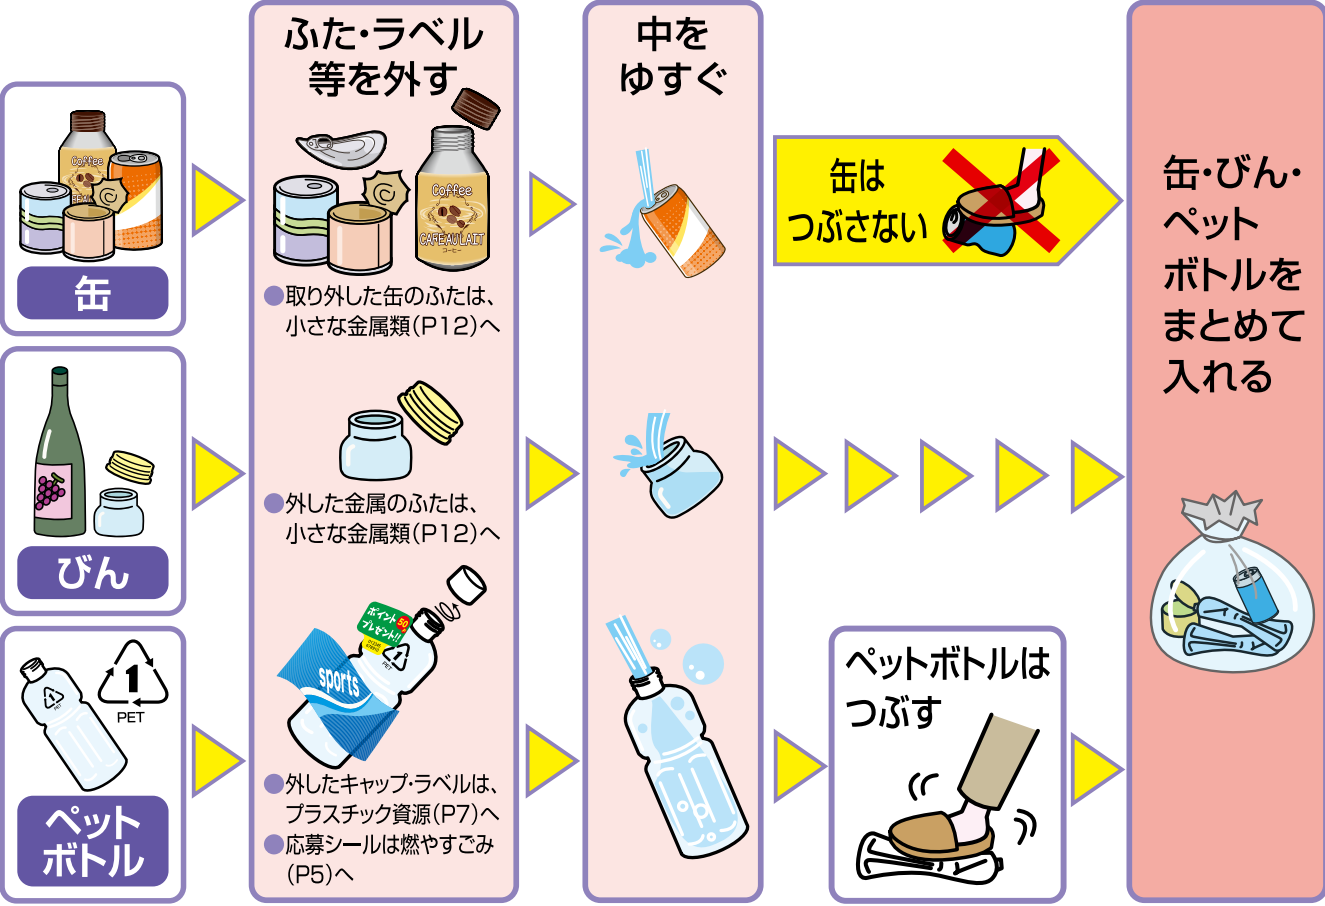 缶
びん
1
PET
ペット
ボトル
ふた・ラベル
等を外す
Coffee
CAFE AU LAIT
コーヒー
●取り外した缶のふたは、
小さな金属類(P12)へ
●外した金属のふたは、
小さな金属類(P12)へ
ポイント 50
プレゼント!!
1
PET
sports
●外したキャップ・ラベルは、
プラスチック資源(P7)へ
●応募シールは燃やすごみ
(P5)へ
中を
ゆすぐ
缶は
つぶさない
ペットボトルは
つぶす
缶・びん・
ペット
ボトルを
まとめて
入れる